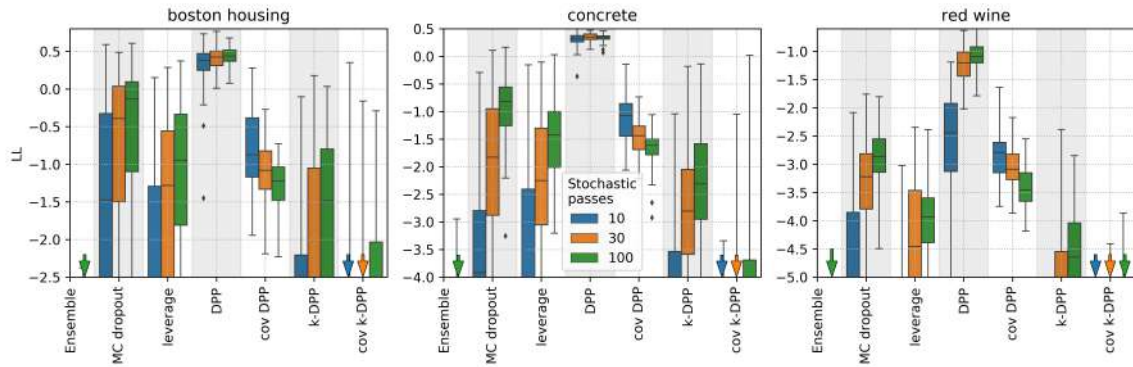 boston housing
concrete
red wine
LL
0.5
0.0
−0.5
−1.0
−1.5
−2.0
−2.5
Ensemble
MC dropout
leverage
DPP
cov DPP
k-DPP
cov k-DPP
0.5
0.0
−0.5
−1.0
−1.5
−2.0
−2.5
−3.0
−3.5
−4.0
Stochastic
passes
10
30
100
Ensemble
MC dropout
leverage
DPP
cov DPP
k-DPP
cov k-DPP
−1.0
−1.5
−2.0
−2.5
−3.0
−3.5
−4.0
−4.5
−5.0
Ensemble
MC dropout
leverage
DPP
cov DPP
k-DPP
cov k-DPP